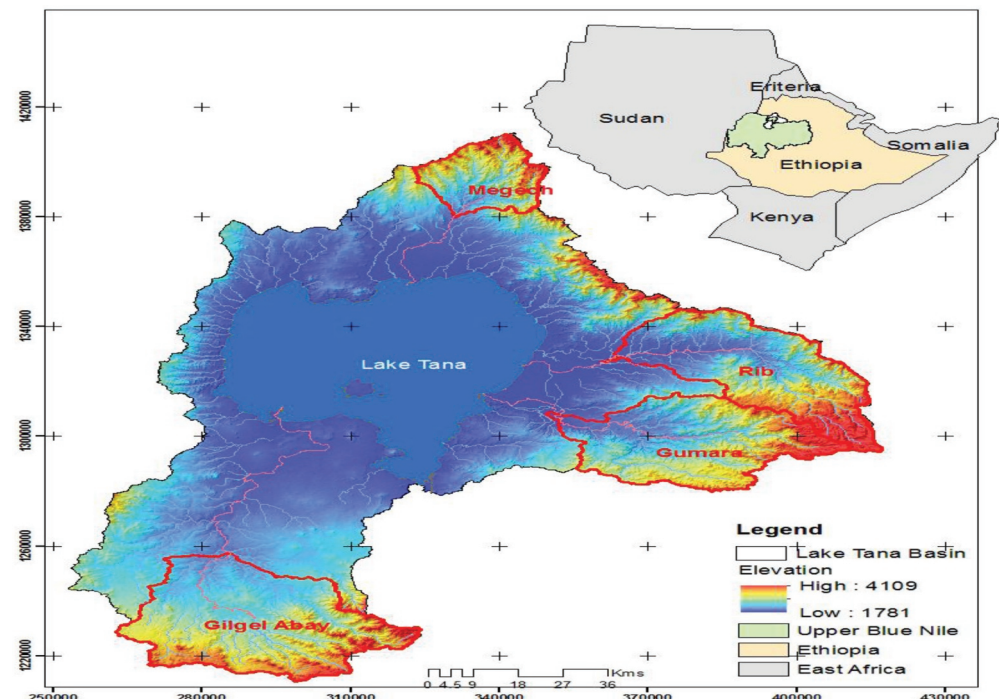 1420000
1380000
1340000
1300000
1260000
1220000
Sudan
Eriteria
Somalia
Ethiopia
Kenya
Megech
Lake Tana
Rib
Gumara
Gilgel Abay
Legend
Lake Tana Basin
Elevation
High : 4109
Low : 1781
Upper Blue Nile
Ethiopia
East Africa
Kms
0 4.5 9 18 27 36
250000 280000 310000 340000 370000 400000 430000